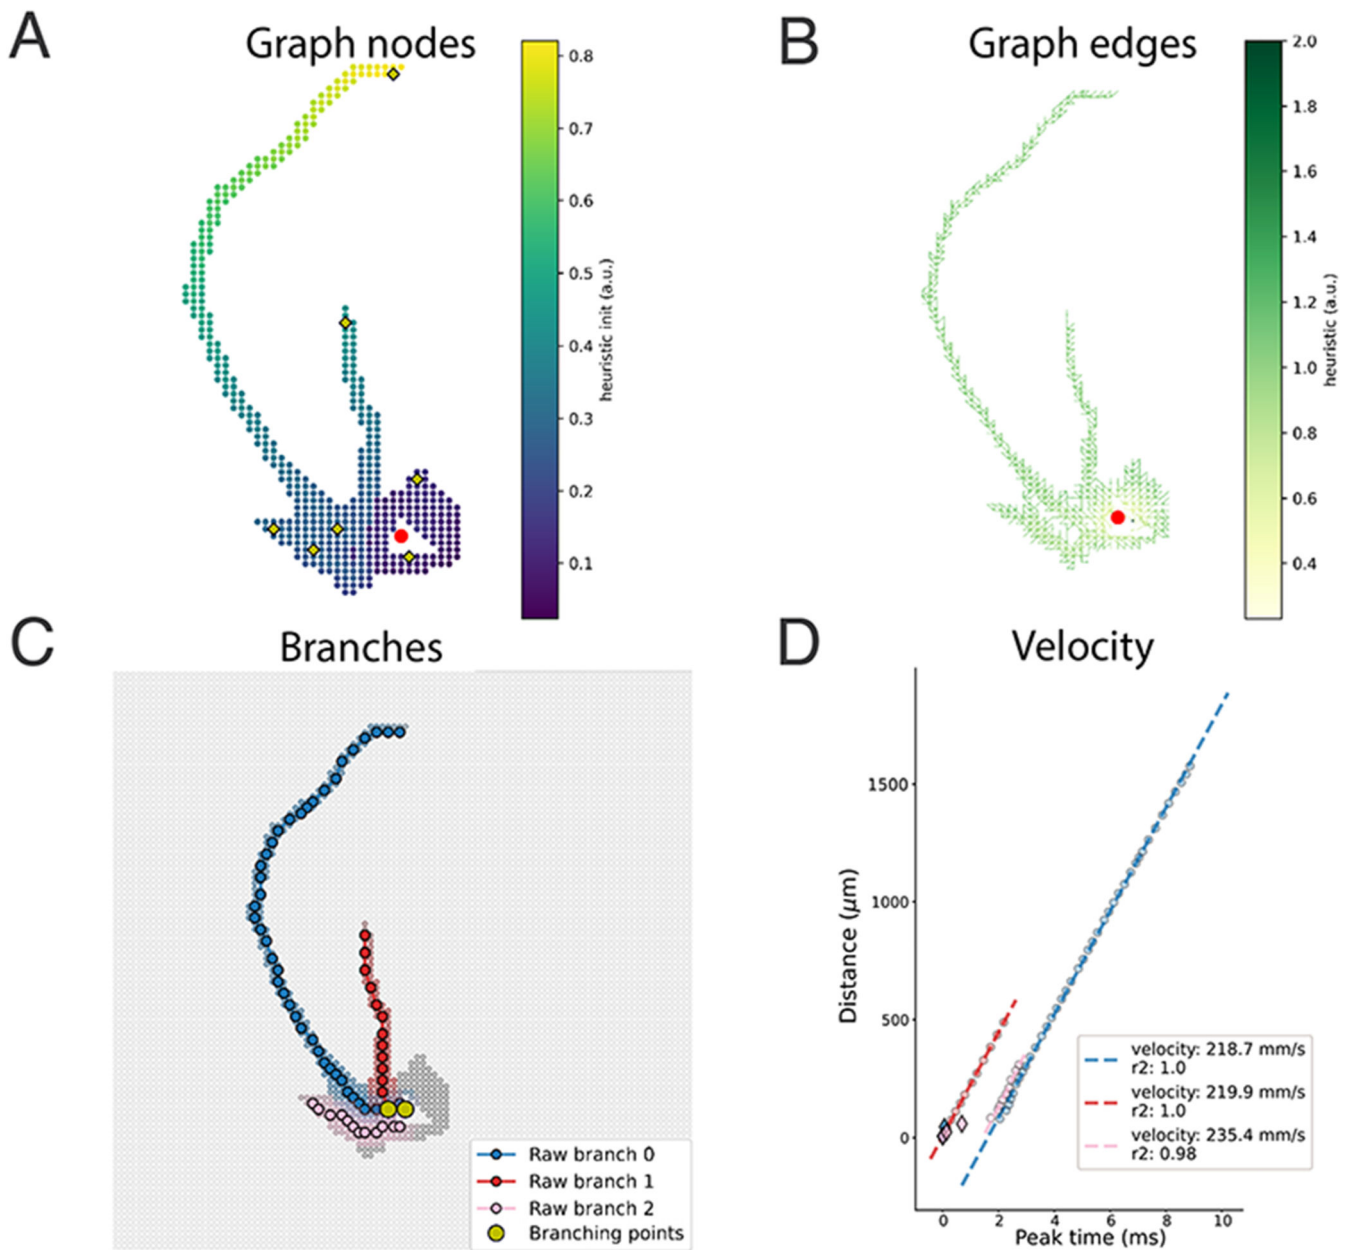 A
Graph nodes
0.8
0.7
0.6
0.5
0.4
0.3
0.2
0.1
heuristic init (a.u.)
B
Graph edges
2.0
1.8
1.6
1.4
1.2
1.0
0.8
0.6
0.4
heuristic (a.u.)
C
Branches
Raw branch 0
Raw branch 1
Raw branch 2
Branching points
D
Velocity
Distance (μm)
1500
1000
500
0
velocity: 218.7 mm/s
r2: 1.0
velocity: 219.9 mm/s
r2: 1.0
velocity: 235.4 mm/s
r2: 0.98
0 2 4 6 8 10
Peak time (ms)